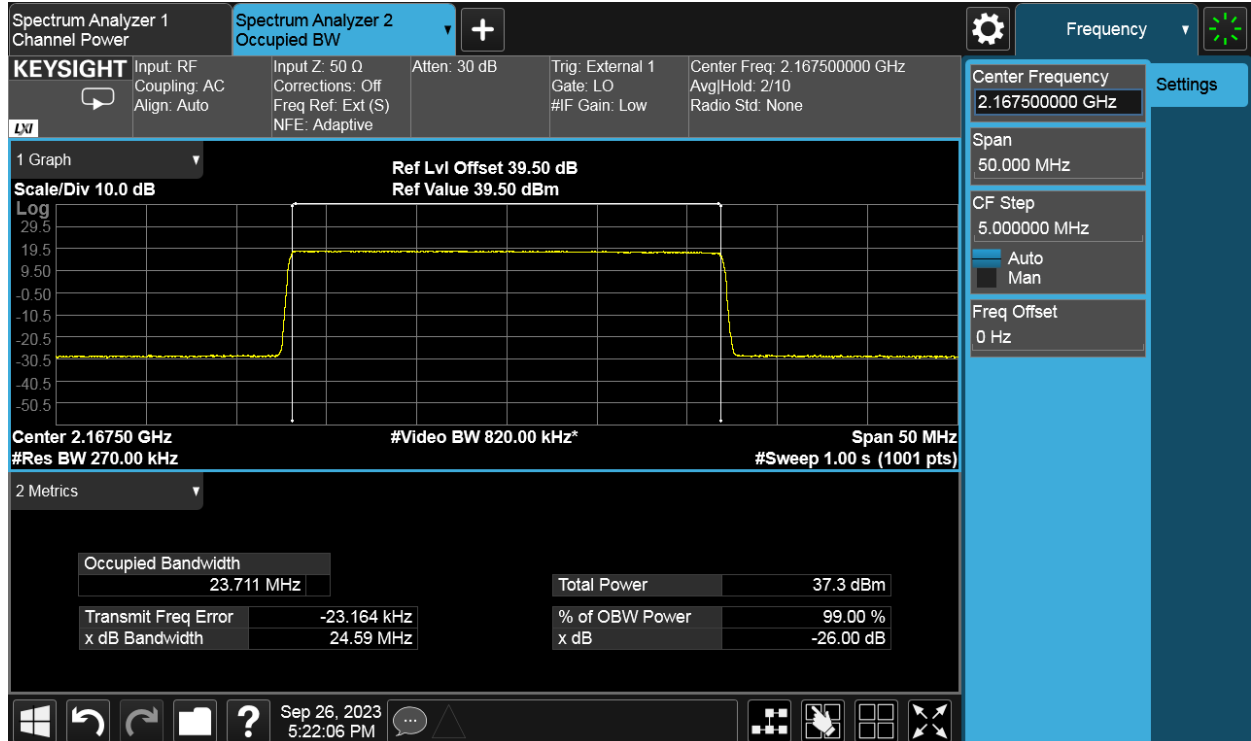 Spectrum Analyzer 1
Channel Power
Spectrum Analyzer 2
Occupied BW
Frequency
KEYSIGHT
Input: RF
Coupling: AC
Align: Auto
Input Z: 50 Ω
Corrections: Off
Freq Ref: Ext (S)
NFE: Adaptive
Atten: 30 dB
Trig: External 1
Gate: LO
#IF Gain: Low
Center Freq: 2.167500000 GHz
Avg|Hold: 2/10
Radio Std: None
LXI
Center Frequency
2.167500000 GHz
Settings
Span
50.000 MHz
CF Step
5.000000 MHz
Auto
Man
Freq Offset
0 Hz
1 Graph
Ref Lvl Offset 39.50 dB
Scale/Div 10.0 dB
Ref Value 39.50 dBm
Log
29.5
19.5
9.50
-0.50
-10.5
-20.5
-30.5
-40.5
-50.5
Center 2.16750 GHz
#Video BW 820.00 kHz*
Span 50 MHz
#Res BW 270.00 kHz
#Sweep 1.00 s (1001 pts)
2 Metrics
Occupied Bandwidth
23.711 MHz
Total Power 37.3 dBm
Transmit Freq Error -23.164 kHz
% of OBW Power 99.00 %
x dB Bandwidth 24.59 MHz
x dB -26.00 dB
?
Sep 26, 2023
5:22:06 PM